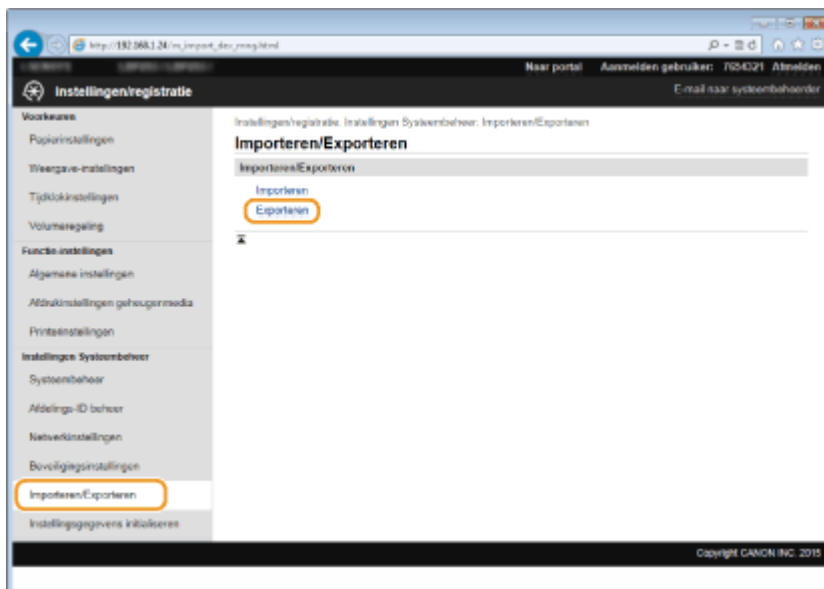 http://192.168.1.24/m_import_dev_mng.html
Naar portal Aanmelden gebruiker: 7654321 Afmelden
Instellingen/registratie
E-mail naar systeembeheerder
Voorkeuren
Papierinstellingen
Weergave-instellingen
Tijdklokinstellingen
Volumeregeling
Functie-instellingen
Algemene instellingen
Afdrukinstellingen geheugenmedia
Printerinstellingen
Instellingen Systeembeheer
Systeembeheer
Afdelings-ID beheer
Netwerkinstellingen
Beveiligingsinstellingen
Importeren/Exporteren
Instellingsgegevens initialiseren
Instellingen/registratie: Instellingen Systeembeheer: Importeren/Exporteren
Importeren/Exporteren
Importeren/Exporteren
Importeren
Exporteren
Copyright CANON INC. 2015